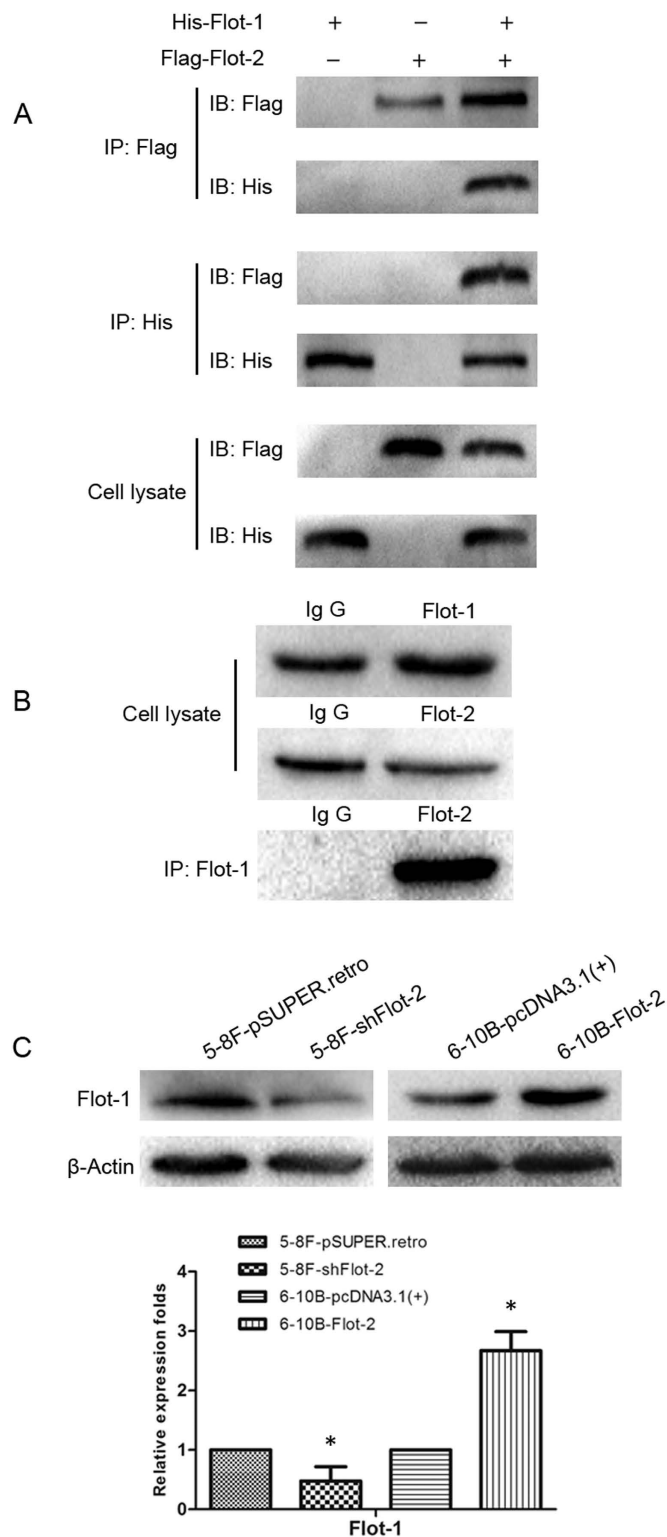 His-Flot-1 + – +
Flag-Flot-2 – + +
A
IP: Flag
IB: Flag
IB: His
IP: His
IB: Flag
IB: His
Cell lysate
IB: Flag
IB: His
B
Ig G Flot-1
Cell lysate
Ig G Flot-2
Ig G Flot-2
IP: Flot-1
C
5-8F-pSUPER.retro
5-8F-shFlot-2
6-10B-pcDNA3.1(+)
6-10B-Flot-2
Flot-1
β-Actin
5-8F-pSUPER.retro
5-8F-shFlot-2
6-10B-pcDNA3.1(+)
6-10B-Flot-2
Relative expression folds
4
3
2
1
0
*
*
Flot-1